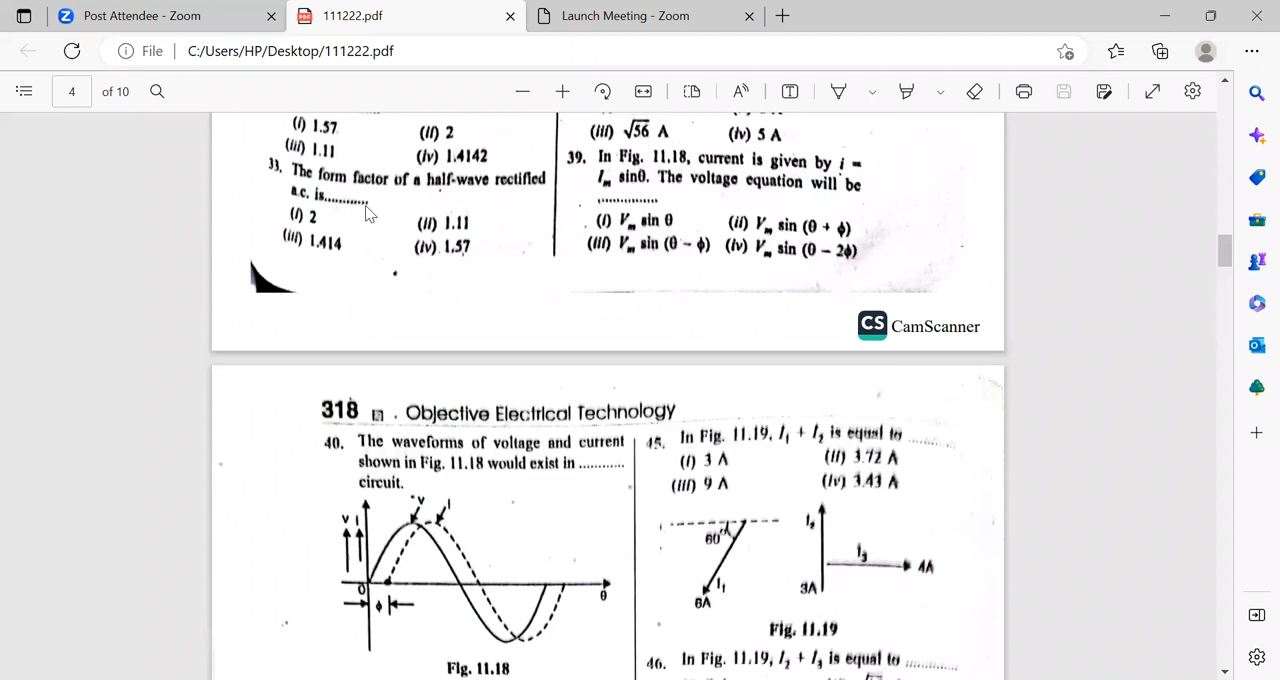 Post Attendee - Zoom
111222.pdf
Launch Meeting - Zoom
File
C:/Users/HP/Desktop/111222.pdf
4
of 10
(i) 1.57
(ii) 2
(iii) 1.11
(iv) 1.4142
33. The form factor of a half-wave rectified
a.c. is............
(i) 2
(ii) 1.11
(iii) 1.414
(iv) 1.57
(iii) √56 A
(iv) 5 A
39. In Fig. 11.18, current is given by i =
Im sinθ. The voltage equation will be
...............
(i) Vm sin θ
(ii) Vm sin (θ + ϕ)
(iii) Vm sin (θ - ϕ)
(iv) Vm sin (θ - 2ϕ)
CS CamScanner
318
Objective Electrical Technology
40. The waveforms of voltage and current
shown in Fig. 11.18 would exist in ............
circuit.
V I
V I
O
θ
ϕ
Fig. 11.18
45. In Fig. 11.19, I1 + I2 is equal to ............
(i) 3 A
(ii) 3.72 A
(iii) 9 A
(iv) 3.43 A
60°
I1
6A
I2
3A
I3
4A
Fig. 11.19
46. In Fig. 11.19, I2 + I3 is equal to ............